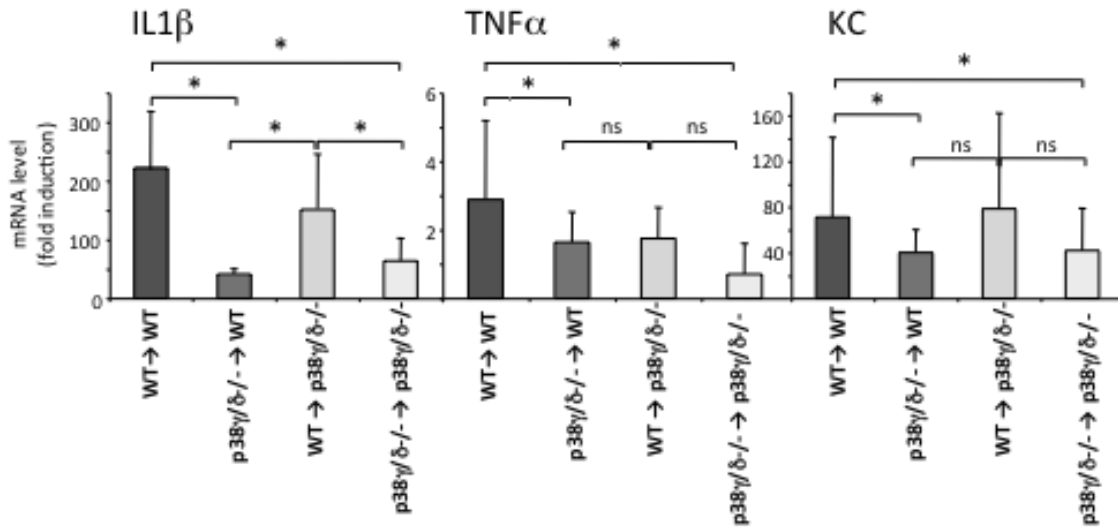 IL1β
TNFα
KC
*
*
*
*
*
*
ns
ns
*
*
ns
ns
mRNA level
(fold induction)
300
200
100
0
6
4
2
160
120
80
40
WT→ WT
p38γ/δ-/- → WT
WT → p38γ/δ-/-
p38γ/δ-/- → p38γ/δ-/-
WT→ WT
p38γ/δ-/- → WT
WT → p38γ/δ-/-
p38γ/δ-/- → p38γ/δ-/-
WT→ WT
p38γ/δ-/- → WT
WT → p38γ/δ-/-
p38γ/δ-/- → p38γ/δ-/-